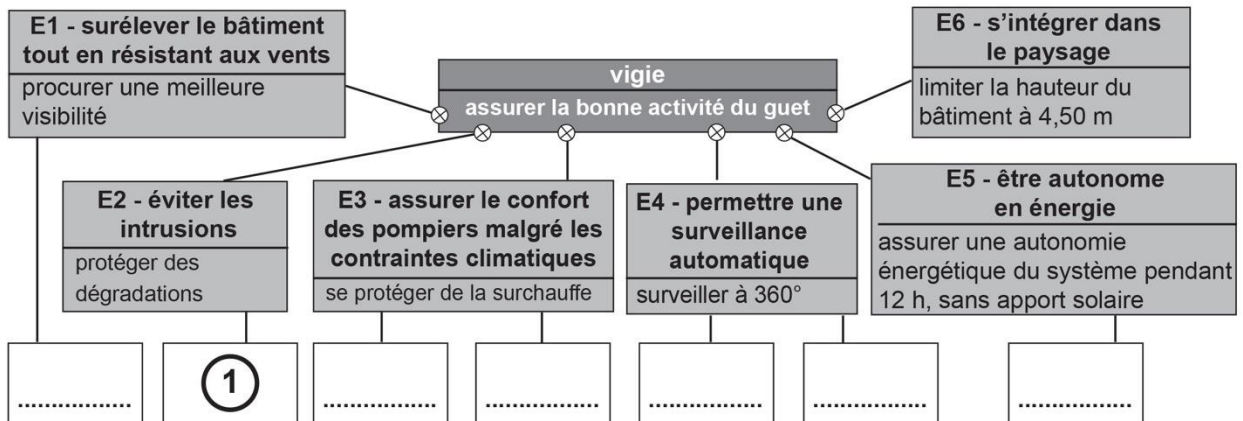 E1 - surélever le bâtiment
tout en résistant aux vents
procurer une meilleure
visibilité
vigie
assurer la bonne activité du guet
E6 - s’intégrer dans
le paysage
limiter la hauteur du
bâtiment à 4,50 m
E2 - éviter les
intrusions
protéger des
dégradations
E3 - assurer le confort
des pompiers malgré les
contraintes climatiques
se protéger de la surchauffe
E4 - permettre une
surveillance
automatique
surveiller à 360°
E5 - être autonome
en énergie
assurer une autonomie
énergétique du système pendant
12 h, sans apport solaire
.................
1
.................
.................
.................
.................
.................
.................